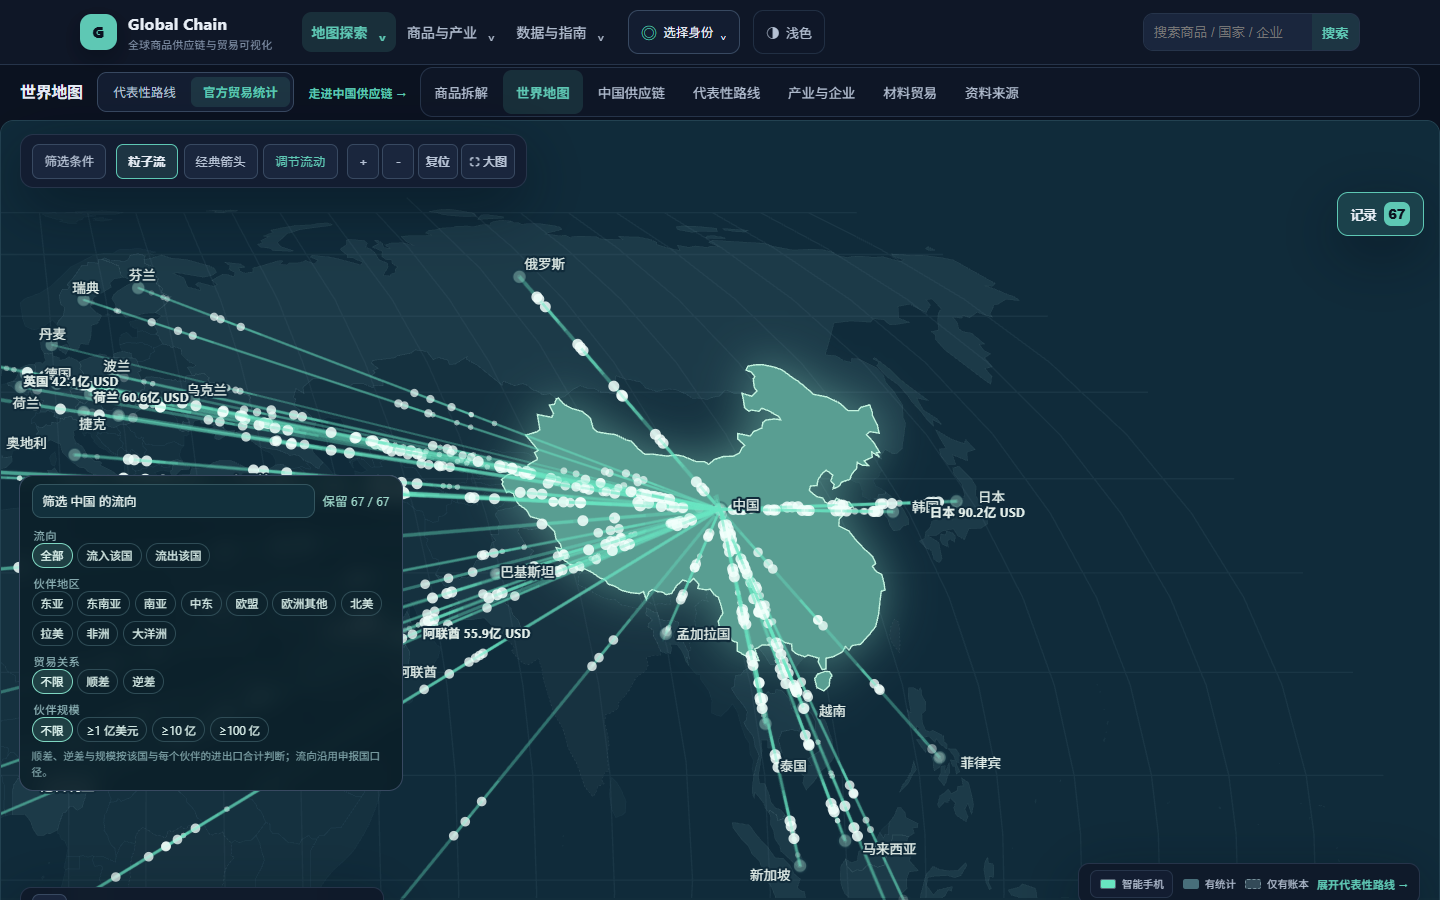 G
Global Chain
全球商品供应链与贸易可视化
地图探索
商品与产业
数据与指南
选择身份
浅色
搜索商品 / 国家 / 企业
搜索
世界地图
代表性路线
官方贸易统计
走进中国供应链 →
商品拆解
世界地图
中国供应链
代表性路线
产业与企业
材料贸易
资料来源
筛选条件
粒子流
经典箭头
调节流动
+
-
复位
大图
记录 67
俄罗斯
芬兰
瑞典
丹麦
波兰
德国
英国 42.1亿 USD
乌克兰
荷兰 60.6亿 USD
荷兰
捷克
奥地利
中国
韩国
日本
日本 90.2亿 USD
筛选 中国 的流向
保留 67 / 67
流向
全部
流入该国
流出该国
伙伴地区
东亚
东南亚
南亚
中东
欧盟
欧洲其他
北美
拉美
非洲
大洋洲
贸易关系
不限
顺差
逆差
伙伴规模
不限
≥1 亿美元
≥10 亿
≥100 亿
顺差、逆差与规模按该国与每个伙伴的进出口合计判断；流向沿用申报国口
径。
巴基斯坦
阿联酋 55.9亿 USD
孟加拉国
阿联酋
越南
泰国
菲律宾
马来西亚
新加坡
智能手机
有统计
仅有账本
展开代表性路线 →